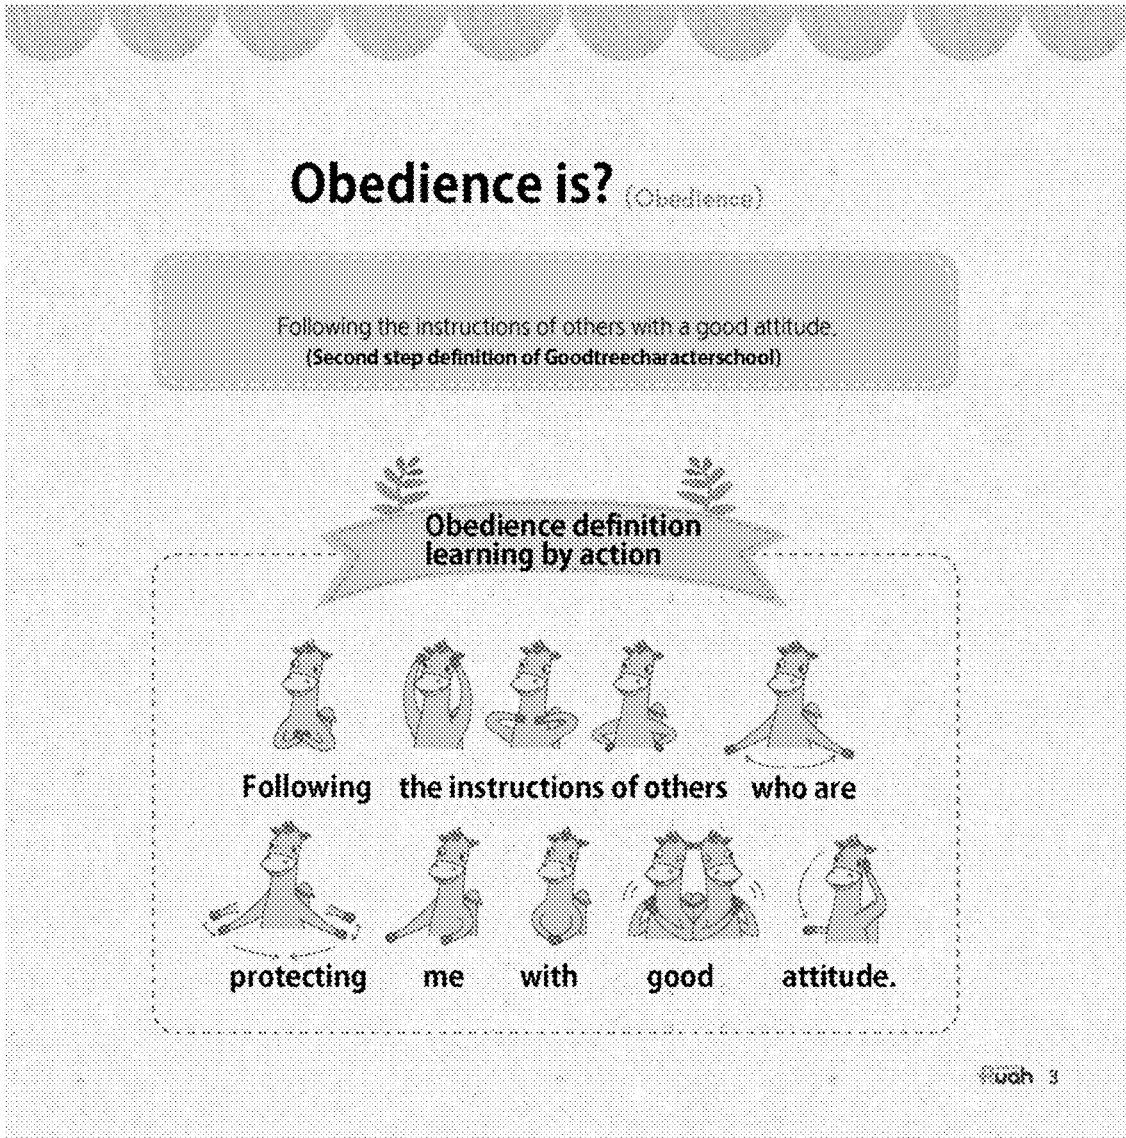 Obedience is? (Obedience)
Following the instructions of others with a good attitude.
(Second step definition of Goodtreecharacterschool)
Obedience definition
learning by action
Following the instructions of others who are
protecting me with good attitude.
3